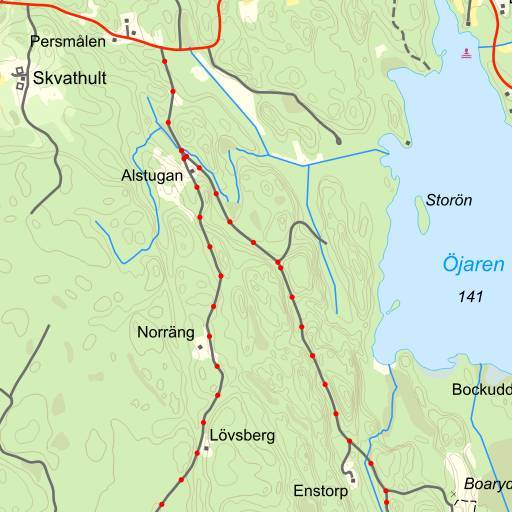 Persmålen
Skvathult
Alstugan
Storön
Öjaren
141
Norräng
Bockudd
Lövsberg
Enstorp
Boaryd